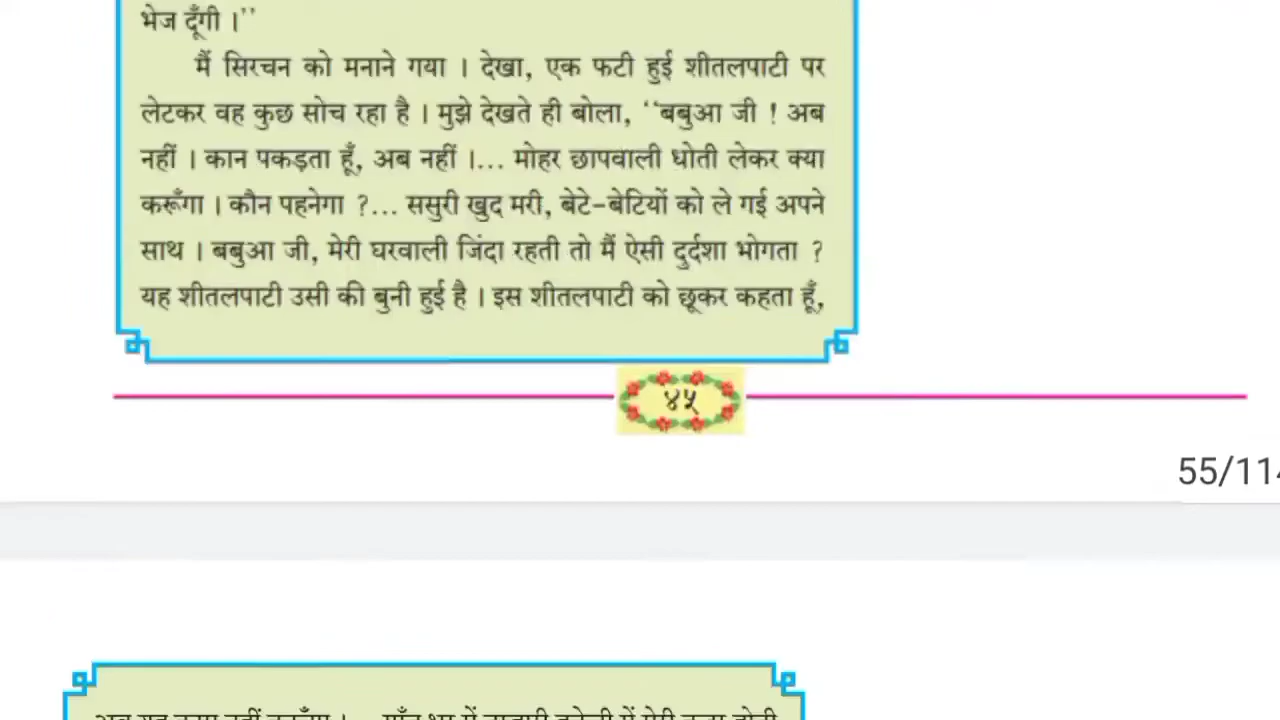 भेज दूँगी ।''
मैं सिरचन को मनाने गया । देखा, एक फटी हुई शीतलपाटी पर
लेटकर वह कुछ सोच रहा है । मुझे देखते ही बोला, ''बबुआ जी ! अब
नहीं । कान पकड़ता हूँ, अब नहीं ।... मोहर छापवाली धोती लेकर क्या
करूँगा । कौन पहनेगा ?... ससुरी खुद मरी, बेटे-बेटियों को ले गई अपने
साथ । बबुआ जी, मेरी घरवाली जिंदा रहती तो मैं ऐसी दुर्दशा भोगता ?
यह शीतलपाटी उसी की बुनी हुई है । इस शीतलपाटी को छूकर कहता हूँ,
४५
55/114